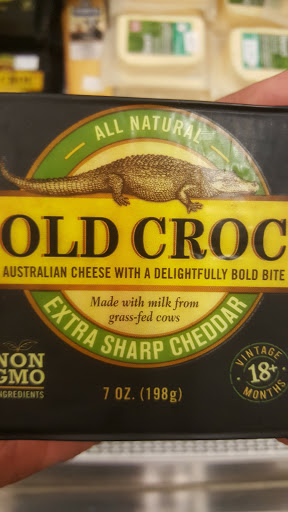 ALL NATURAL
OLD CROC
AUSTRALIAN CHEESE WITH A DELIGHTFULLY BOLD BITE
Made with milk from
grass-fed cows
EXTRA SHARP CHEDDAR
NON
GMO
INGREDIENTS
7 OZ. (198g)
VINTAGE
18+
MONTHS